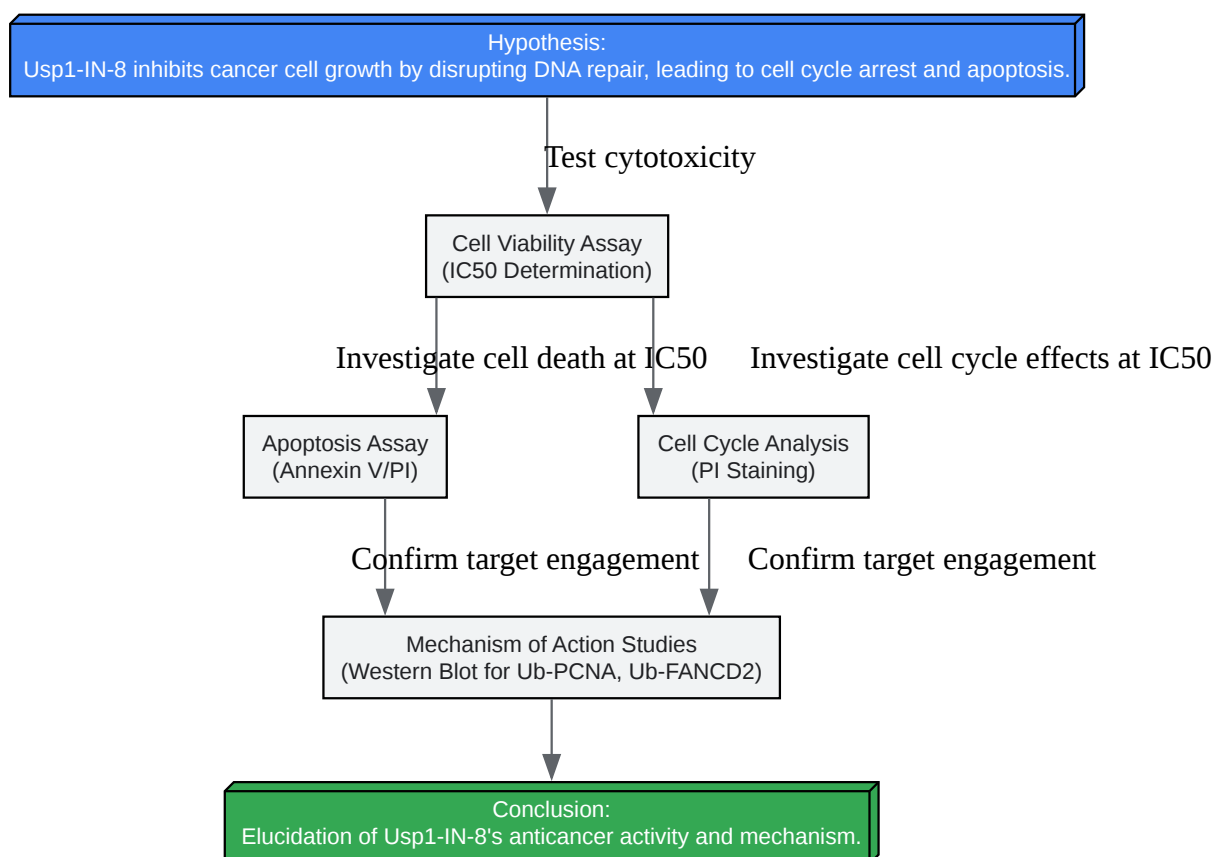 Hypothesis:
Usp1-IN-8 inhibits cancer cell growth by disrupting DNA repair, leading to cell cycle arrest and apoptosis.
Test cytotoxicity
Cell Viability Assay
(IC50 Determination)
Investigate cell death at IC50
Investigate cell cycle effects at IC50
Apoptosis Assay
(Annexin V/PI)
Cell Cycle Analysis
(PI Staining)
Confirm target engagement
Confirm target engagement
Mechanism of Action Studies
(Western Blot for Ub-PCNA, Ub-FANCD2)
Conclusion:
Elucidation of Usp1-IN-8's anticancer activity and mechanism.